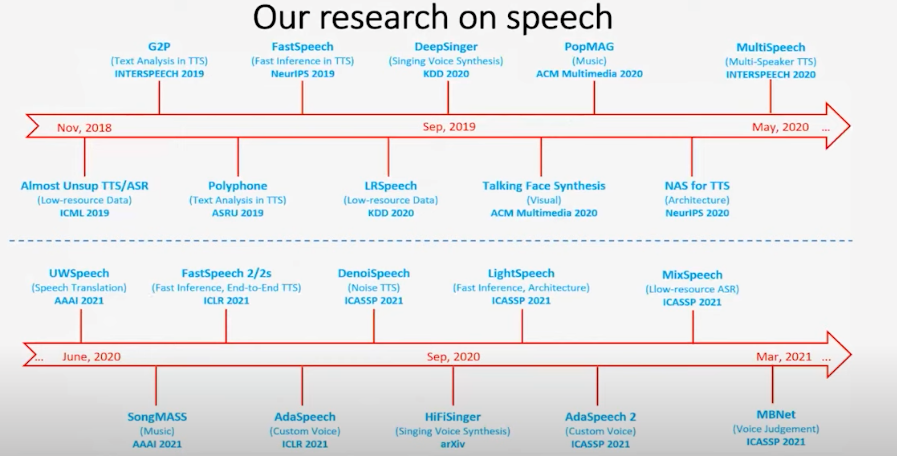 Our research on speech
G2P
(Text Analysis in TTS)
INTERSPEECH 2019
FastSpeech
(Fast Inference in TTS)
NeurIPS 2019
DeepSinger
(Singing Voice Synthesis)
KDD 2020
PopMAG
(Music)
ACM Multimedia 2020
MultiSpeech
(Multi-Speaker TTS)
INTERSPEECH 2020
Nov, 2018
Sep, 2019
May, 2020 ...
Almost Unsup TTS/ASR
(Low-resource Data)
ICML 2019
Polyphone
(Text Analysis in TTS)
ASRU 2019
LRSpeech
(Low-resource Data)
KDD 2020
Talking Face Synthesis
(Visual)
ACM Multimedia 2020
NAS for TTS
(Architecture)
NeurIPS 2020
UWSpeech
(Speech Translation)
AAAI 2021
FastSpeech 2/2s
(Fast Inference, End-to-End TTS)
ICLR 2021
DenoiSpeech
(Noise TTS)
ICASSP 2021
LightSpeech
(Fast Inference, Architecture)
ICASSP 2021
MixSpeech
(Llow-resource ASR)
ICASSP 2021
... June, 2020
Sep, 2020
Mar, 2021 ...
SongMASS
(Music)
AAAI 2021
AdaSpeech
(Custom Voice)
ICLR 2021
HiFiSinger
(Singing Voice Synthesis)
arXiv
AdaSpeech 2
(Custom Voice)
ICASSP 2021
MBNet
(Voice Judgement)
ICASSP 2021